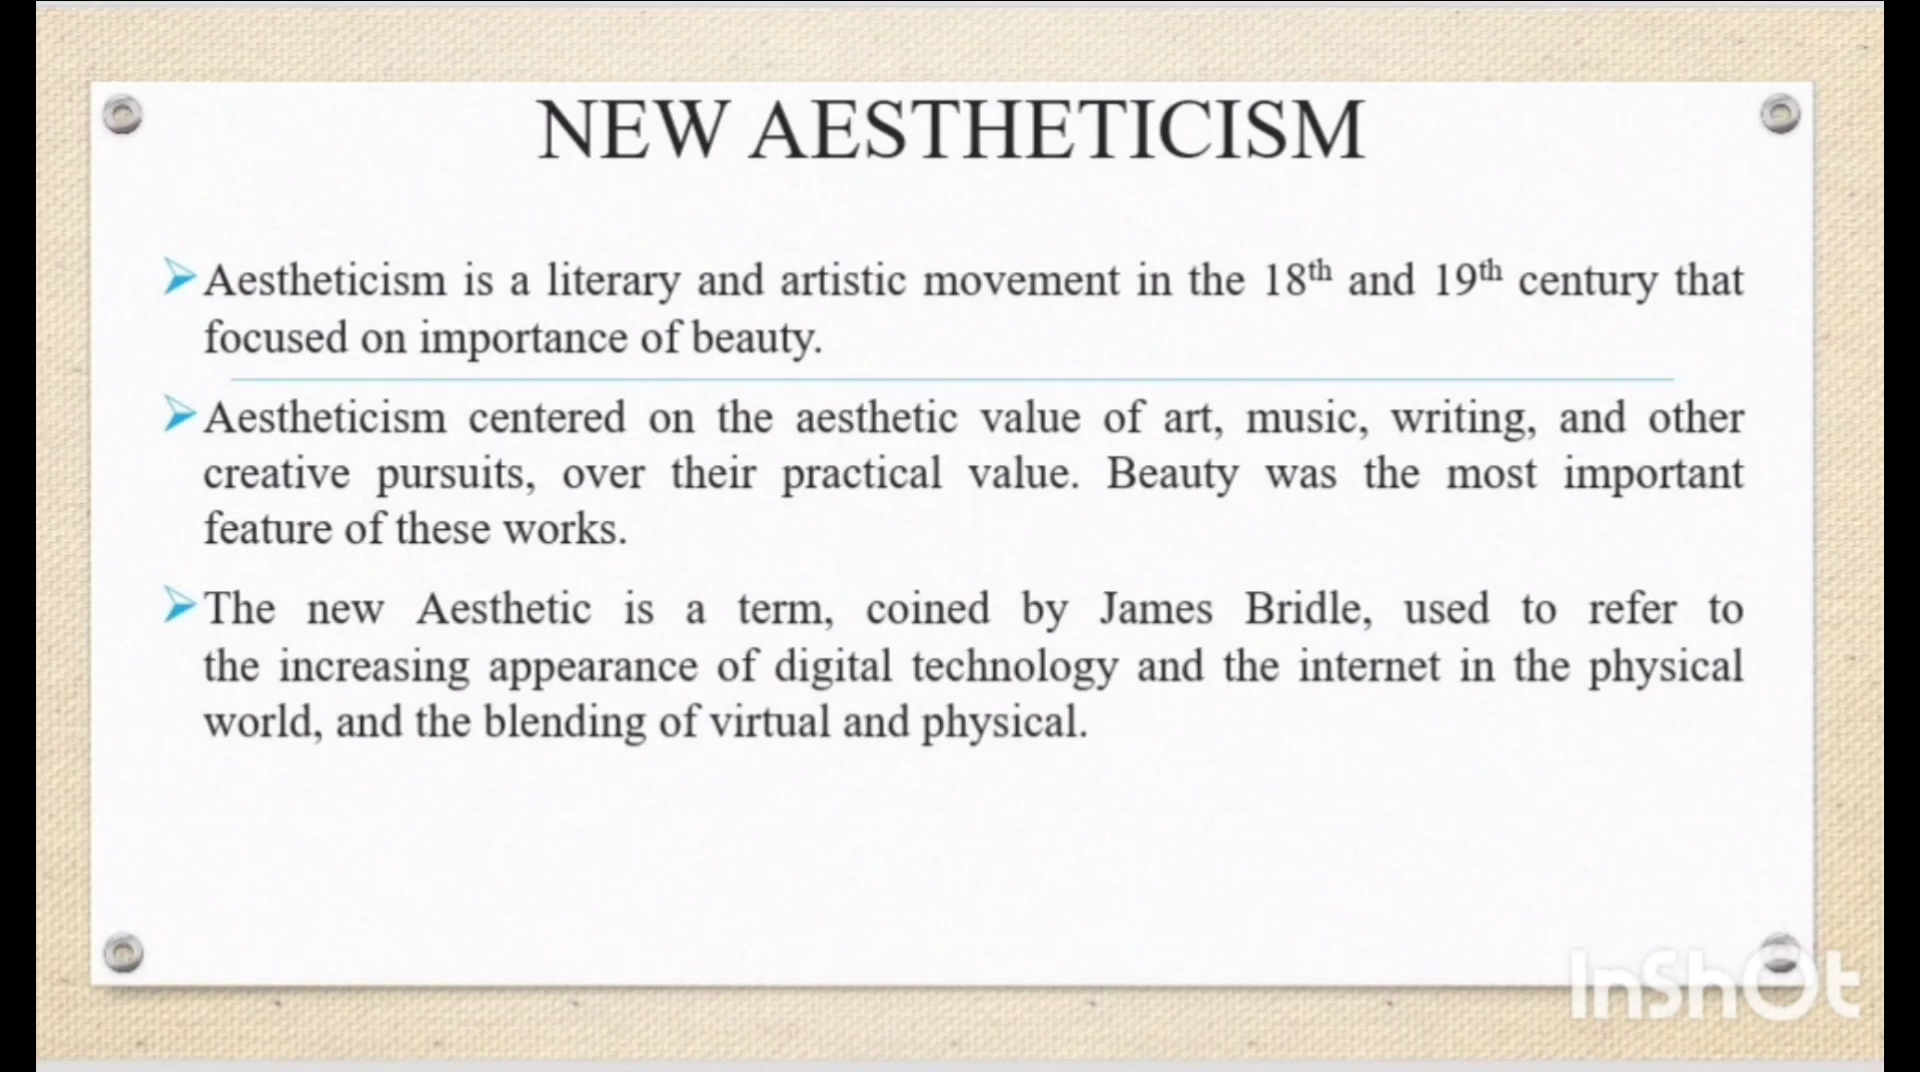 NEW AESTHETICISM
Aestheticism is a literary and artistic movement in the 18th and 19th century that
focused on importance of beauty.
Aestheticism centered on the aesthetic value of art, music, writing, and other
creative pursuits, over their practical value. Beauty was the most important
feature of these works.
The new Aesthetic is a term, coined by James Bridle, used to refer to
the increasing appearance of digital technology and the internet in the physical
world, and the blending of virtual and physical.
InShOt